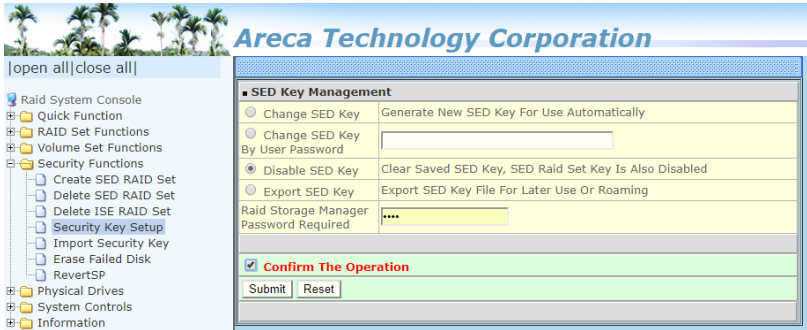 Areca Technology Corporation
|open all|close all|
Raid System Console
Quick Function
RAID Set Functions
Volume Set Functions
Security Functions
Create SED RAID Set
Delete SED RAID Set
Delete ISE RAID Set
Security Key Setup
Import Security Key
Erase Failed Disk
RevertSP
Physical Drives
System Controls
Information
SED Key Management
Change SED Key Generate New SED Key For Use Automatically
Change SED Key
By User Password
Disable SED Key Clear Saved SED Key, SED Raid Set Key Is Also Disabled
Export SED Key Export SED Key File For Later Use Or Roaming
Raid Storage Manager
Password Required ••••
Confirm The Operation
Submit Reset